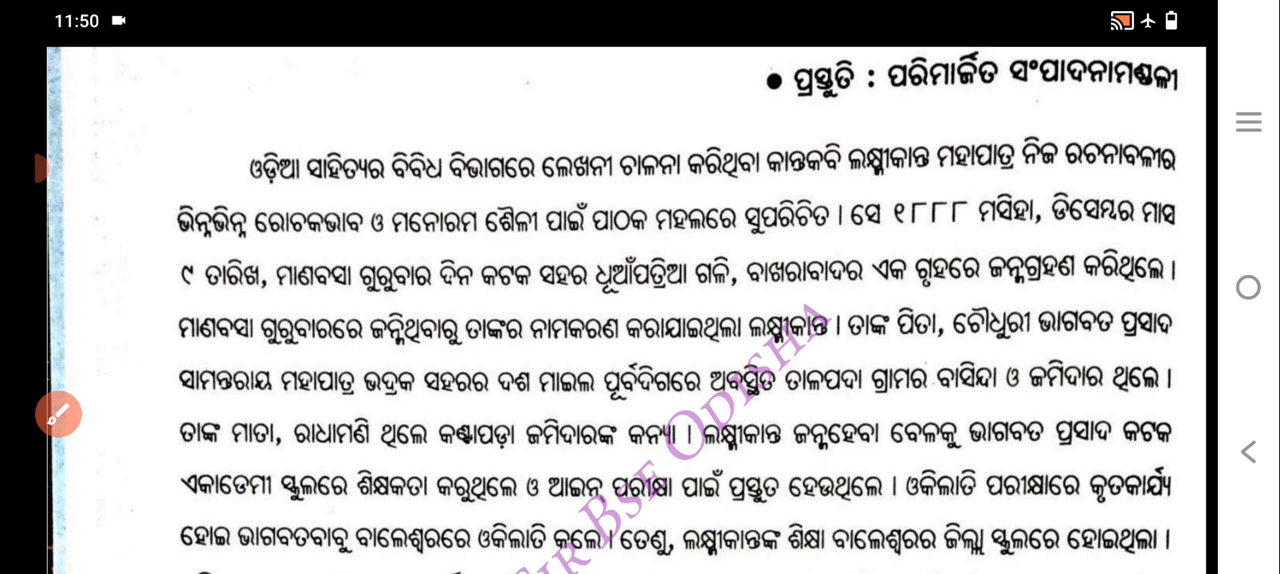 11:50
● ପ୍ରସ୍ତୁତି : ପରିମାର୍ଜିତ ସଂପାଦନାମଣ୍ଡଳୀ
ଓଡ଼ିଆ ସାହିତ୍ୟର ବିବିଧ ବିଭାଗରେ ଲେଖନୀ ଚାଳନା କରିଥିବା କାନ୍ତକବି ଲକ୍ଷ୍ମୀକାନ୍ତ ମହାପାତ୍ର ନିଜ ରଚନାବଳୀର
ଭିନ୍ନଭିନ୍ନ ରୋଚକଭାବ ଓ ମନୋରମ ଶୈଳୀ ପାଇଁ ପାଠକ ମହଲରେ ସୁପରିଚିତ । ସେ ୧୮୮୮ ମସିହା, ଡିସେମ୍ବର ମାସ
୯ ତାରିଖ, ମାଣବସା ଗୁରୁବାର ଦିନ କଟକ ସହର ଧୂଆଁପତ୍ରିଆ ଗଳି, ବାଖରାବାଦର ଏକ ଗୃହରେ ଜନ୍ମଗ୍ରହଣ କରିଥିଲେ ।
ମାଣବସା ଗୁରୁବାରରେ ଜନ୍ମିଥିବାରୁ ତାଙ୍କର ନାମକରଣ କରାଯାଇଥିଲା ଲକ୍ଷ୍ମୀକାନ୍ତ । ତାଙ୍କ ପିତା, ଚୌଧୁରୀ ଭାଗବତ ପ୍ରସାଦ
ସାମନ୍ତରାୟ ମହାପାତ୍ର ଭଦ୍ରକ ସହରର ଦଶ ମାଇଲ ପୂର୍ବଦିଗରେ ଅବସ୍ଥିତ ତାଳପଦା ଗ୍ରାମର ବାସିନ୍ଦା ଓ ଜମିଦାର ଥିଲେ ।
ତାଙ୍କ ମାତା, ରାଧାମଣି ଥିଲେ କଣ୍ଟାପଡ଼ା ଜମିଦାରଙ୍କ କନ୍ୟା । ଲକ୍ଷ୍ମୀକାନ୍ତ ଜନ୍ମହେବା ବେଳକୁ ଭାଗବତ ପ୍ରସାଦ କଟକ
ଏକାଡେମୀ ସ୍କୁଲରେ ଶିକ୍ଷକତା କରୁଥିଲେ ଓ ଆଇନ ପରୀକ୍ଷା ପାଇଁ ପ୍ରସ୍ତୁତ ହେଉଥିଲେ । ଓକିଲାତି ପରୀକ୍ଷାରେ କୃତକାର୍ଯ୍ୟ
ହୋଇ ଭାଗବତବାବୁ ବାଲେଶ୍ୱରରେ ଓକିଲାତି କଲେ । ତେଣୁ, ଲକ୍ଷ୍ମୀକାନ୍ତଙ୍କ ଶିକ୍ଷା ବାଲେଶ୍ୱରର ଜିଲ୍ଲା ସ୍କୁଲରେ ହୋଇଥିଲା ।
SIR BSE ODISHA